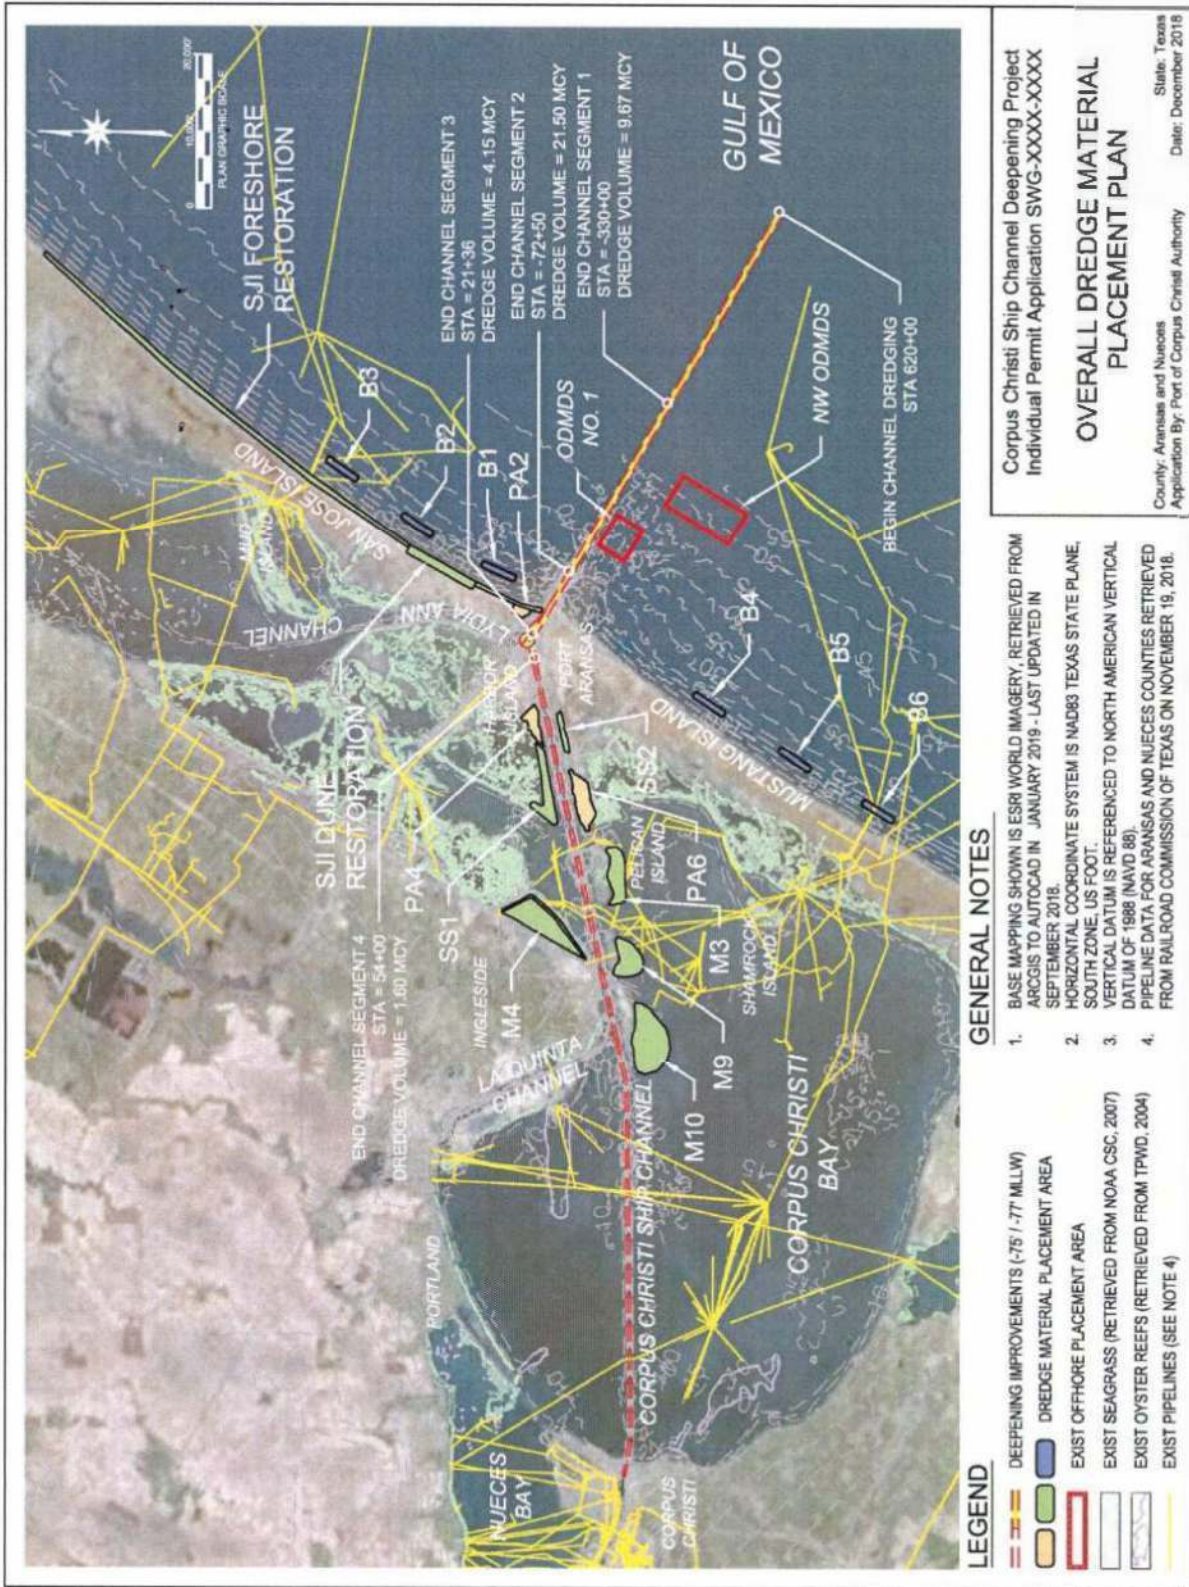 0
10,000'
20,000'
PLAN GRAPHIC SCALE
SJI FORESHORE
RESTORATION
GULF OF
MEXICO
SAN JOSE ISLAND
MUD
ISLAND
LYDIA ANN
CHANNEL
B3
B2
B1
PA2
END CHANNEL SEGMENT 3
STA = 21+36
DREDGE VOLUME = 4.15 MCY
END CHANNEL SEGMENT 2
STA = -72+50
DREDGE VOLUME = 21.50 MCY
END CHANNEL SEGMENT 1
STA = -330+00
DREDGE VOLUME = 9.67 MCY
ODMDS
NO. 1
NW ODMDS
BEGIN CHANNEL DREDGING
STA 620+00
SJI DUNE
RESTORATION
HARBOR
ISLAND
PORT
ARANSAS
MUSTANG ISLAND
B4
B5
B6
END CHANNEL SEGMENT 4
STA = 54+00
DREDGE VOLUME = 1.60 MCY
PA4
SS1
SS2
PELICAN
ISLAND
PA6
INGLESIDE
M4
M3
M9
M10
SHAMROCK
ISLAND
LA QUINTA
CHANNEL
PORTLAND
CORPUS CHRISTI SHIP CHANNEL
CORPUS CHRISTI
BAY
NUECES
BAY
CORPUS
CHRISTI
LEGEND
DEEPENING IMPROVEMENTS (-75' / -77' MLLW)
DREDGE MATERIAL PLACEMENT AREA
EXIST OFFHORE PLACEMENT AREA
EXIST SEAGRASS (RETRIEVED FROM NOAA CSC, 2007)
EXIST OYSTER REEFS (RETRIEVED FROM TPWD, 2004)
EXIST PIPELINES (SEE NOTE 4)
GENERAL NOTES
1. BASE MAPPING SHOWN IS ESRI WORLD IMAGERY, RETRIEVED FROM
ARCGIS TO AUTOCAD IN JANUARY 2019 - LAST UPDATED IN
SEPTEMBER 2018.
2. HORIZONTAL COORDINATE SYSTEM IS NAD83 TEXAS STATE PLANE,
SOUTH ZONE, US FOOT.
3. VERTICAL DATUM IS REFERENCED TO NORTH AMERICAN VERTICAL
DATUM OF 1988 (NAVD 88).
4. PIPELINE DATA FOR ARANSAS AND NUECES COUNTIES RETRIEVED
FROM RAILROAD COMMISSION OF TEXAS ON NOVEMBER 19, 2018.
Corpus Christi Ship Channel Deepening Project
Individual Permit Application SWG-XXXX-XXXX
OVERALL DREDGE MATERIAL
PLACEMENT PLAN
County: Aransas and Nueces State: Texas
Application By: Port of Corpus Christi Authority Date: December 2018